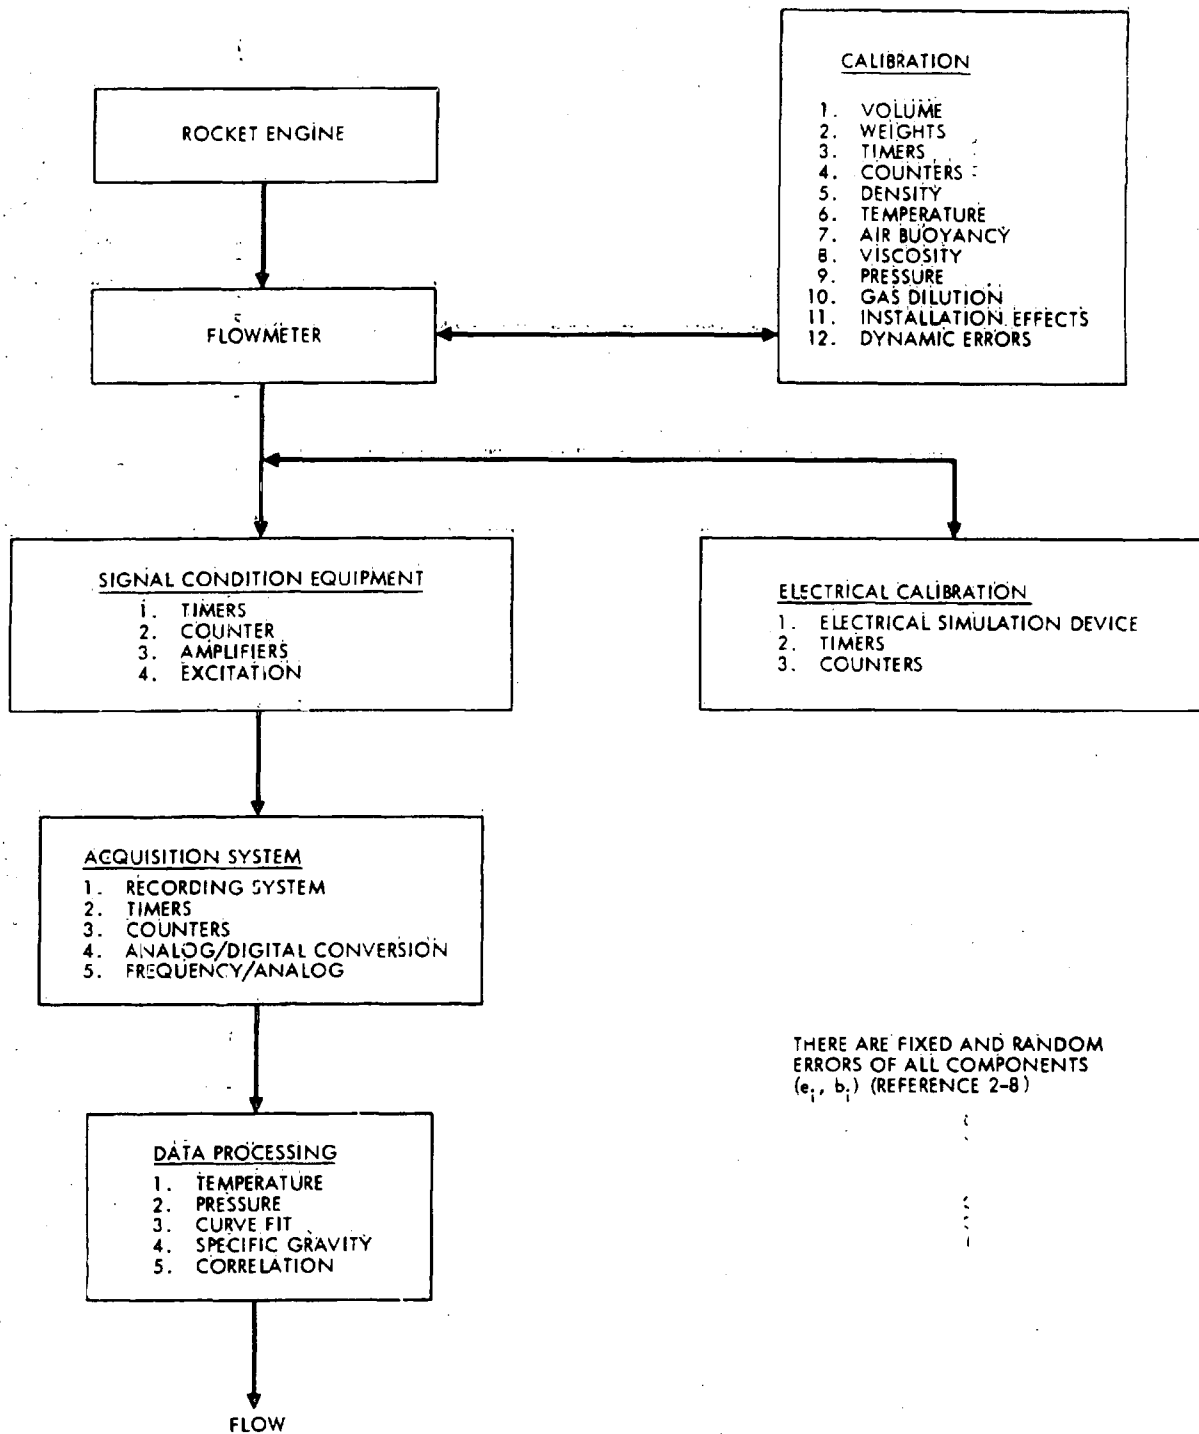 ROCKET ENGINE
CALIBRATION
1. VOLUME
2. WEIGHTS
3. TIMERS
4. COUNTERS
5. DENSITY
6. TEMPERATURE
7. AIR BUOYANCY
8. VISCOSITY
9. PRESSURE
10. GAS DILUTION
11. INSTALLATION EFFECTS
12. DYNAMIC ERRORS
FLOWMETER
SIGNAL CONDITION EQUIPMENT
1. TIMERS
2. COUNTER
3. AMPLIFIERS
4. EXCITATION
ELECTRICAL CALIBRATION
1. ELECTRICAL SIMULATION DEVICE
2. TIMERS
3. COUNTERS
ACQUISITION SYSTEM
1. RECORDING SYSTEM
2. TIMERS
3. COUNTERS
4. ANALOG/DIGITAL CONVERSION
5. FREQUENCY/ANALOG
THERE ARE FIXED AND RANDOM
ERRORS OF ALL COMPONENTS
(eᵢ, bᵢ) (REFERENCE 2-8)
DATA PROCESSING
1. TEMPERATURE
2. PRESSURE
3. CURVE FIT
4. SPECIFIC GRAVITY
5. CORRELATION
FLOW